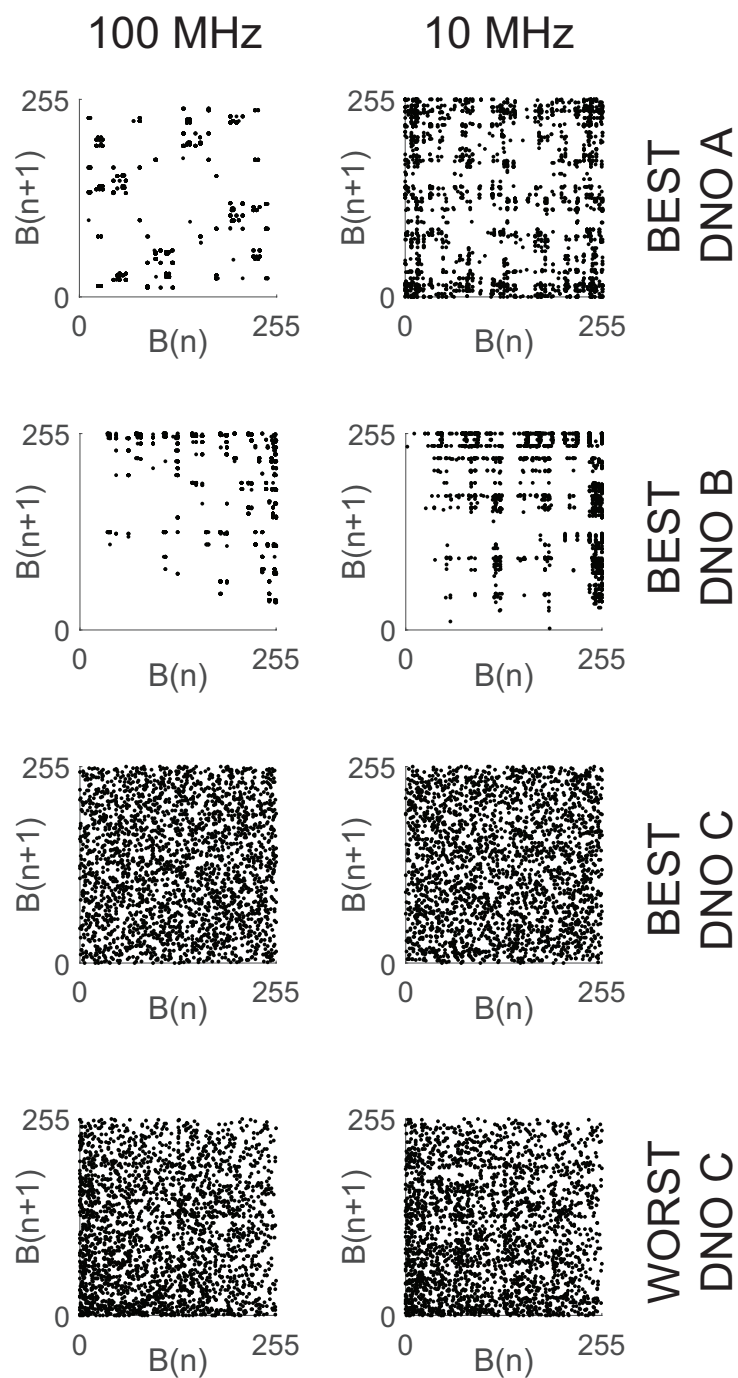 100 MHz 10 MHz
255 255
B(n+1) B(n+1) BEST
DNO A
0 0
0 255 0 255
B(n) B(n)
255 255
B(n+1) B(n+1) BEST
DNO B
0 0
0 255 0 255
B(n) B(n)
255 255
B(n+1) B(n+1) BEST
DNO C
0 0
0 255 0 255
B(n) B(n)
255 255
B(n+1) B(n+1) WORST
DNO C
0 0
0 255 0 255
B(n) B(n)